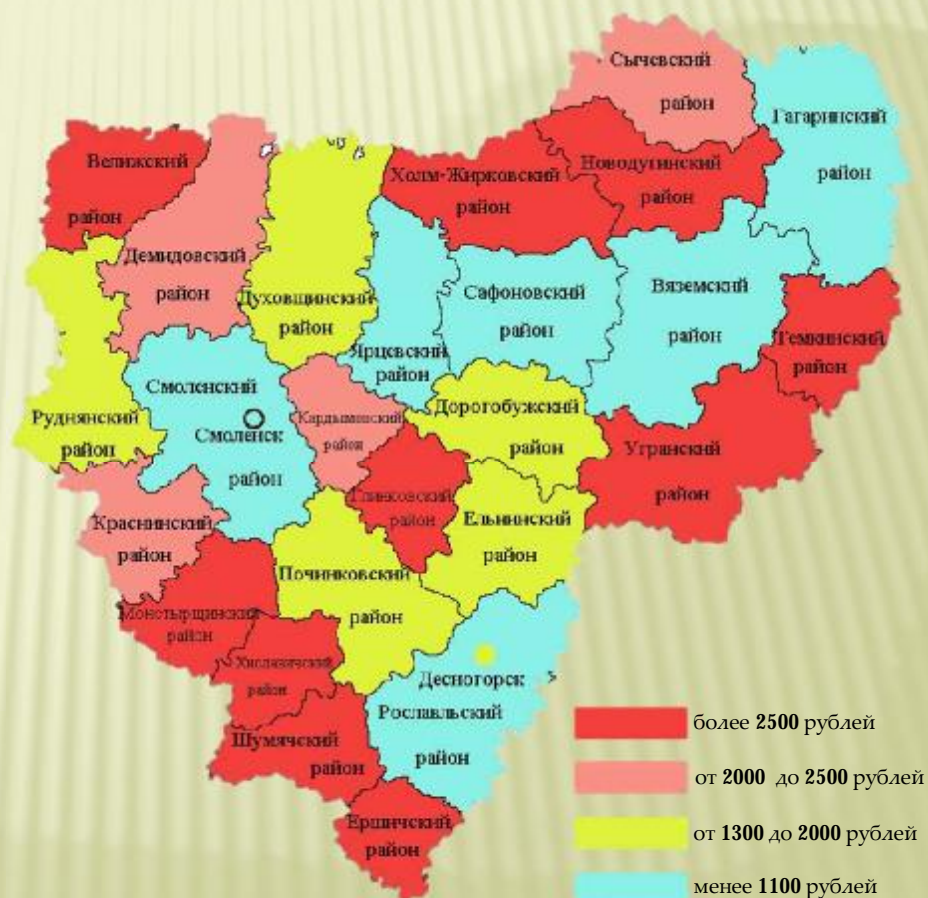 Сычевский
район
Гагаринский
район
Велижский
район
Холм-Жирковский
район
Новодугинский
район
Демидовский
район
Духовщинский
район
Сафоновский
район
Вяземский
район
Ярцевский
район
Темкинский
район
Смоленский
Смоленск
район
Руднянский
район
Кардымовский
район
Дорогобужский
район
Угранский
район
Глинковский
район
Ельнинский
район
Краснинский
район
Починковский
район
Монстырщинский
район
Хиславичский
район
Десногорск
Рославльский
район
Шумячский
район
Ершичский
район
более 2500 рублей
от 2000 до 2500 рублей
от 1300 до 2000 рублей
менее 1100 рублей